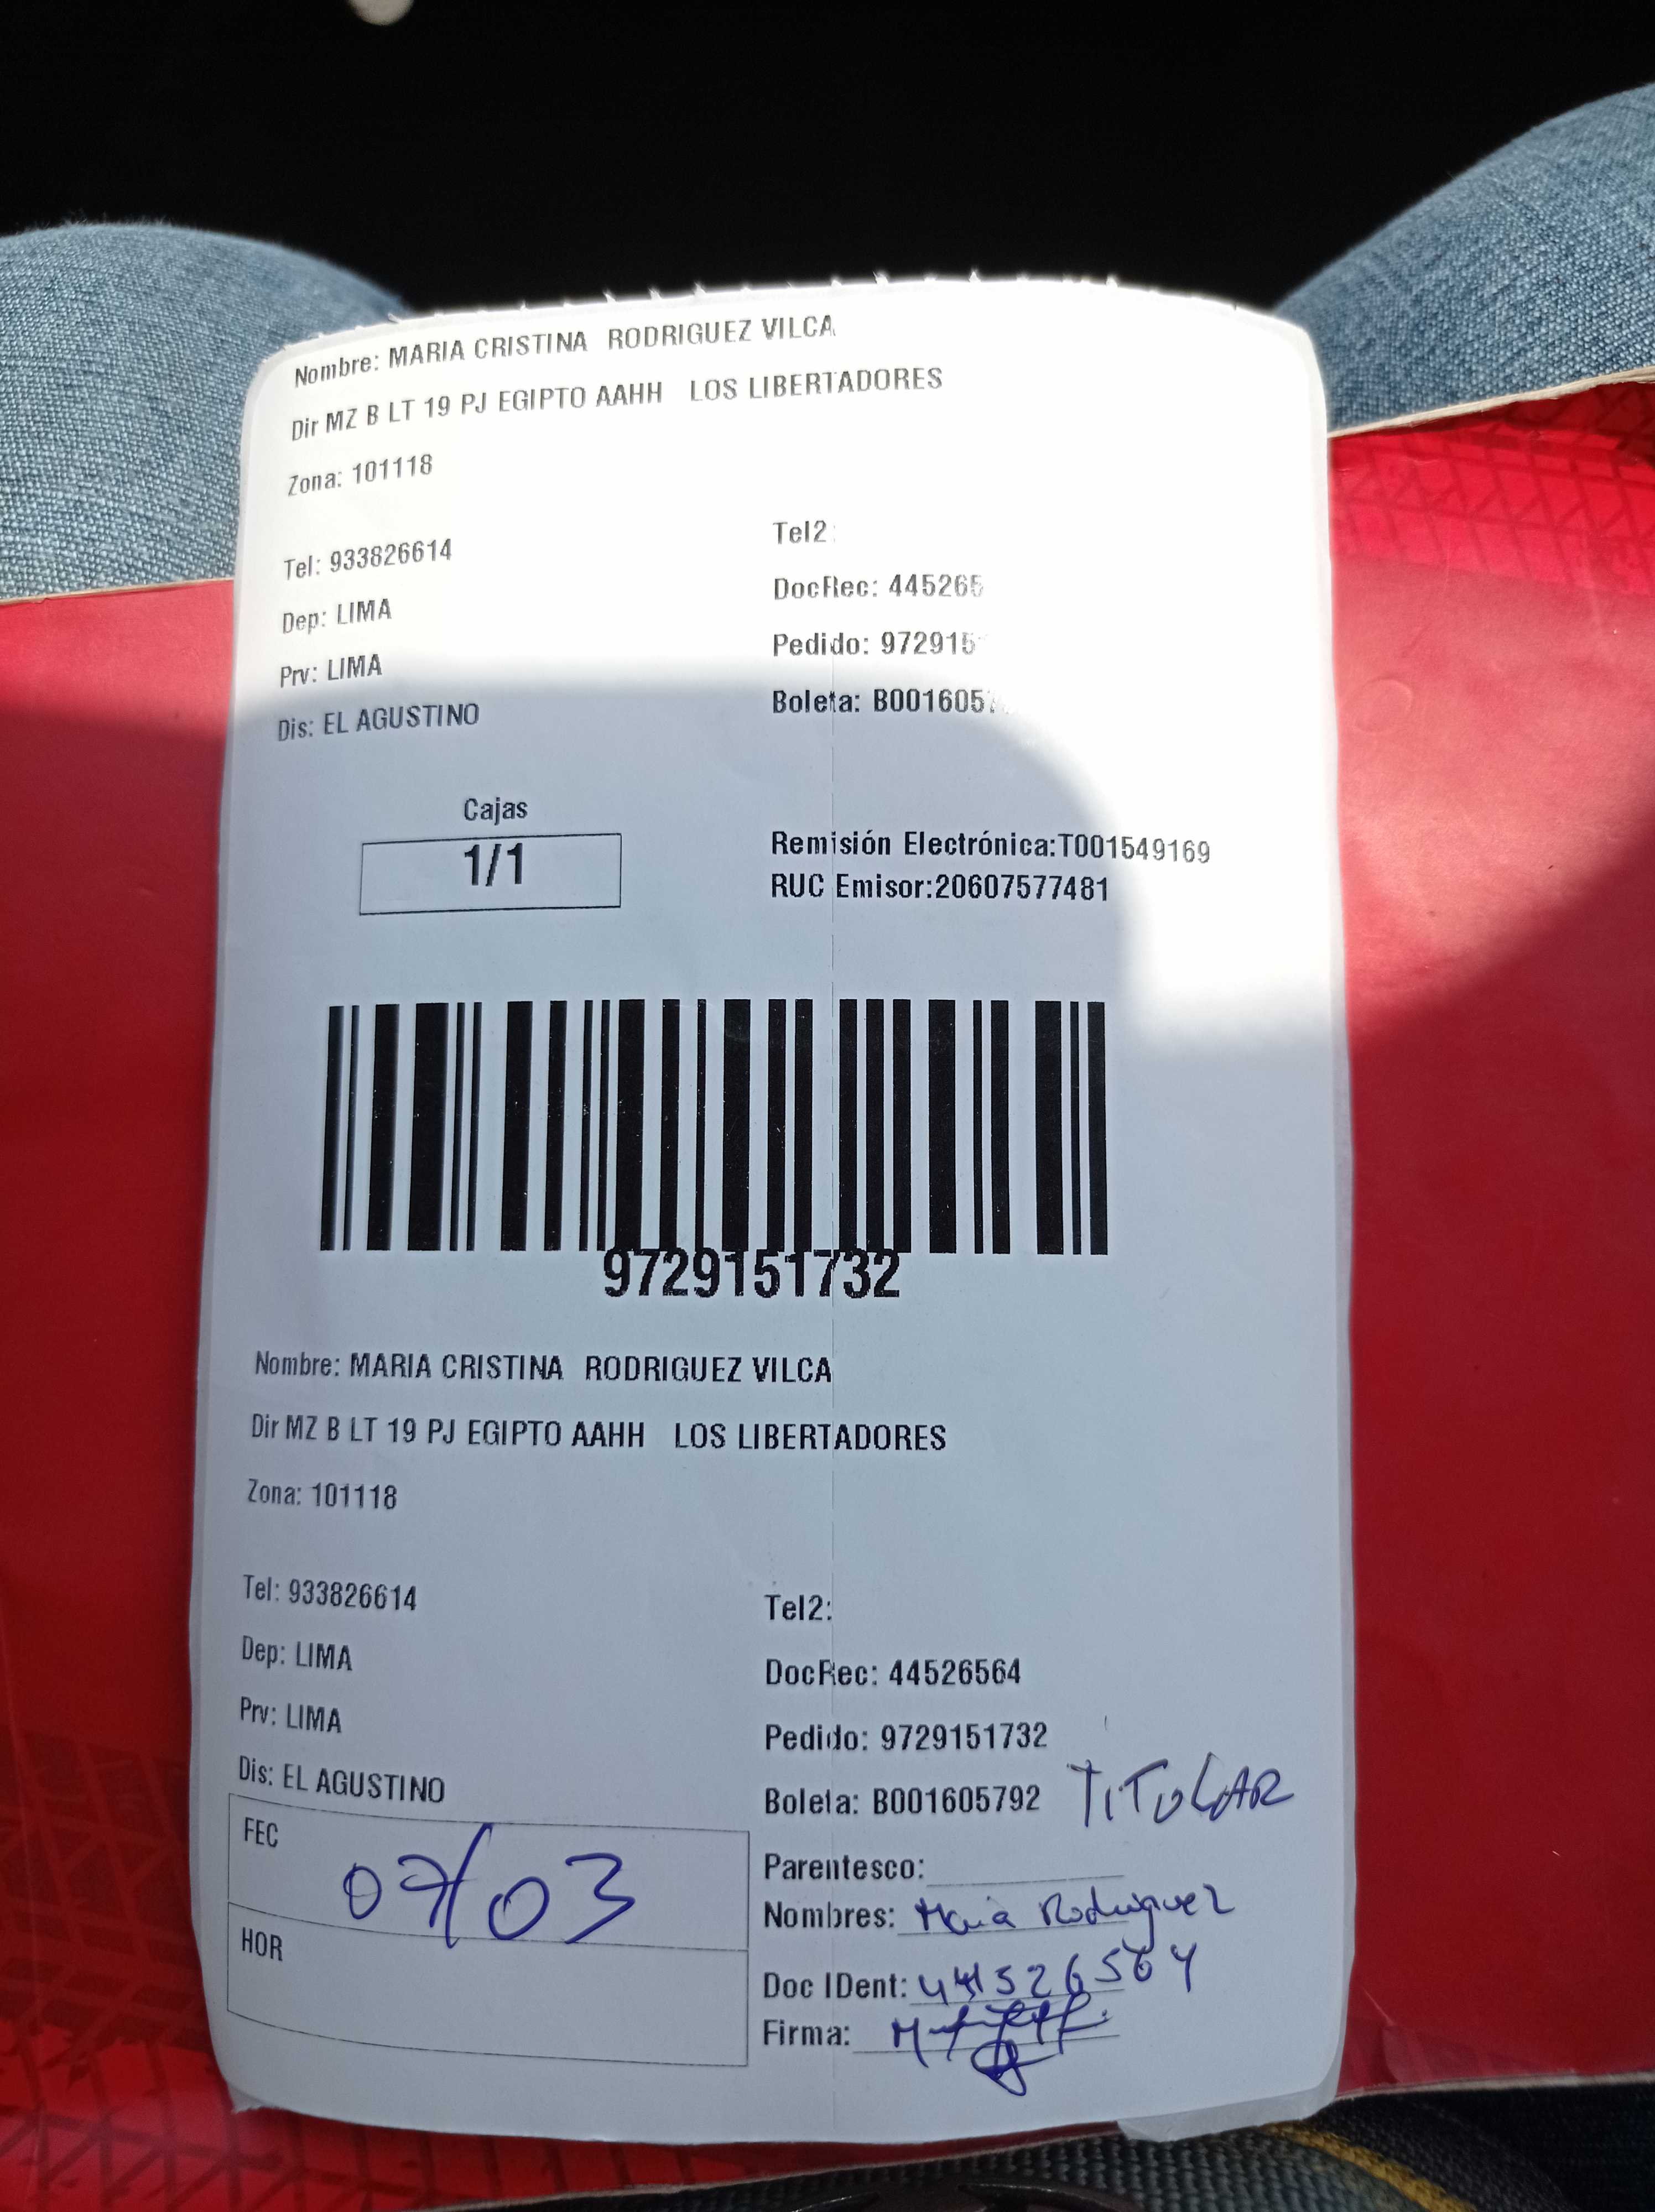 Nombre: MARIA CRISTINA RODRIGUEZ VILCA
Dir MZ B LT 19 PJ EGIPTO AAHH LOS LIBERTADORES
Zona: 101118
Tel: 933826614
Tel2:
Dep: LIMA
DocRec: 445265
Prv: LIMA
Pedido: 972915
Dis: EL AGUSTINO
Boleta: B001605
Cajas
1/1
Remisión Electrónica:T001549169
RUC Emisor:20607577481
9729151732
Nombre: MARIA CRISTINA RODRIGUEZ VILCA
Dir MZ B LT 19 PJ EGIPTO AAHH LOS LIBERTADORES
Zona: 101118
Tel: 933826614
Tel2:
Dep: LIMA
DocRec: 44526564
Prv: LIMA
Pedido: 9729151732
Dis: EL AGUSTINO
Boleta: B001605792 TITULAR
FEC 07/03
HOR
Parentesco:
Nombres: Maria Rodriguez
Doc IDent: 44526564
Firma: